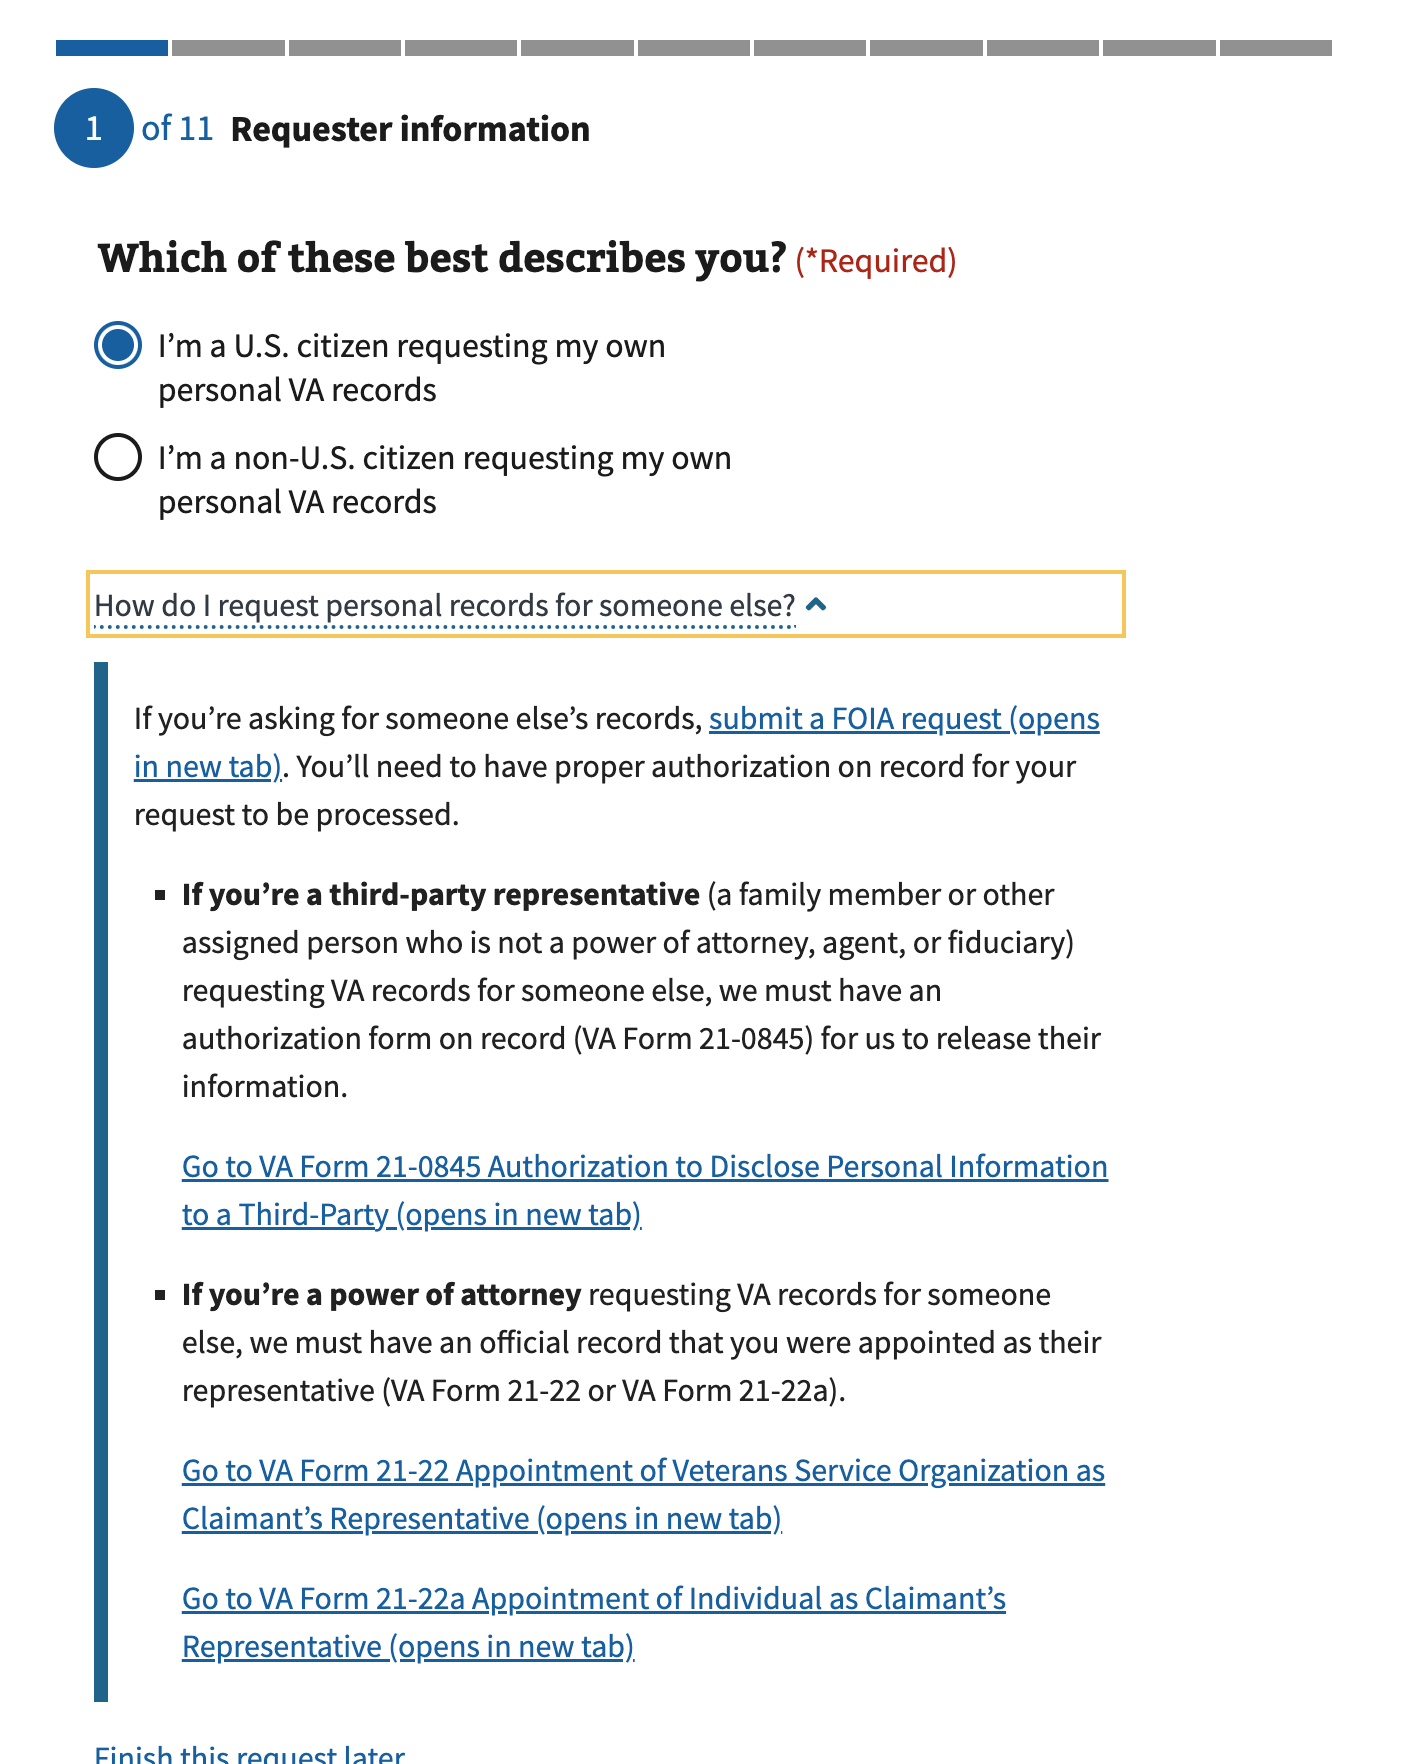 1 of 11 Requester information
Which of these best describes you? (*Required)
I’m a U.S. citizen requesting my own
personal VA records
I’m a non-U.S. citizen requesting my own
personal VA records
How do I request personal records for someone else?
If you’re asking for someone else’s records, submit a FOIA request (opens
in new tab). You’ll need to have proper authorization on record for your
request to be processed.
If you’re a third-party representative (a family member or other
assigned person who is not a power of attorney, agent, or fiduciary)
requesting VA records for someone else, we must have an
authorization form on record (VA Form 21-0845) for us to release their
information.
Go to VA Form 21-0845 Authorization to Disclose Personal Information
to a Third-Party (opens in new tab)
If you’re a power of attorney requesting VA records for someone
else, we must have an official record that you were appointed as their
representative (VA Form 21-22 or VA Form 21-22a).
Go to VA Form 21-22 Appointment of Veterans Service Organization as
Claimant’s Representative (opens in new tab)
Go to VA Form 21-22a Appointment of Individual as Claimant’s
Representative (opens in new tab)
Finish this request later